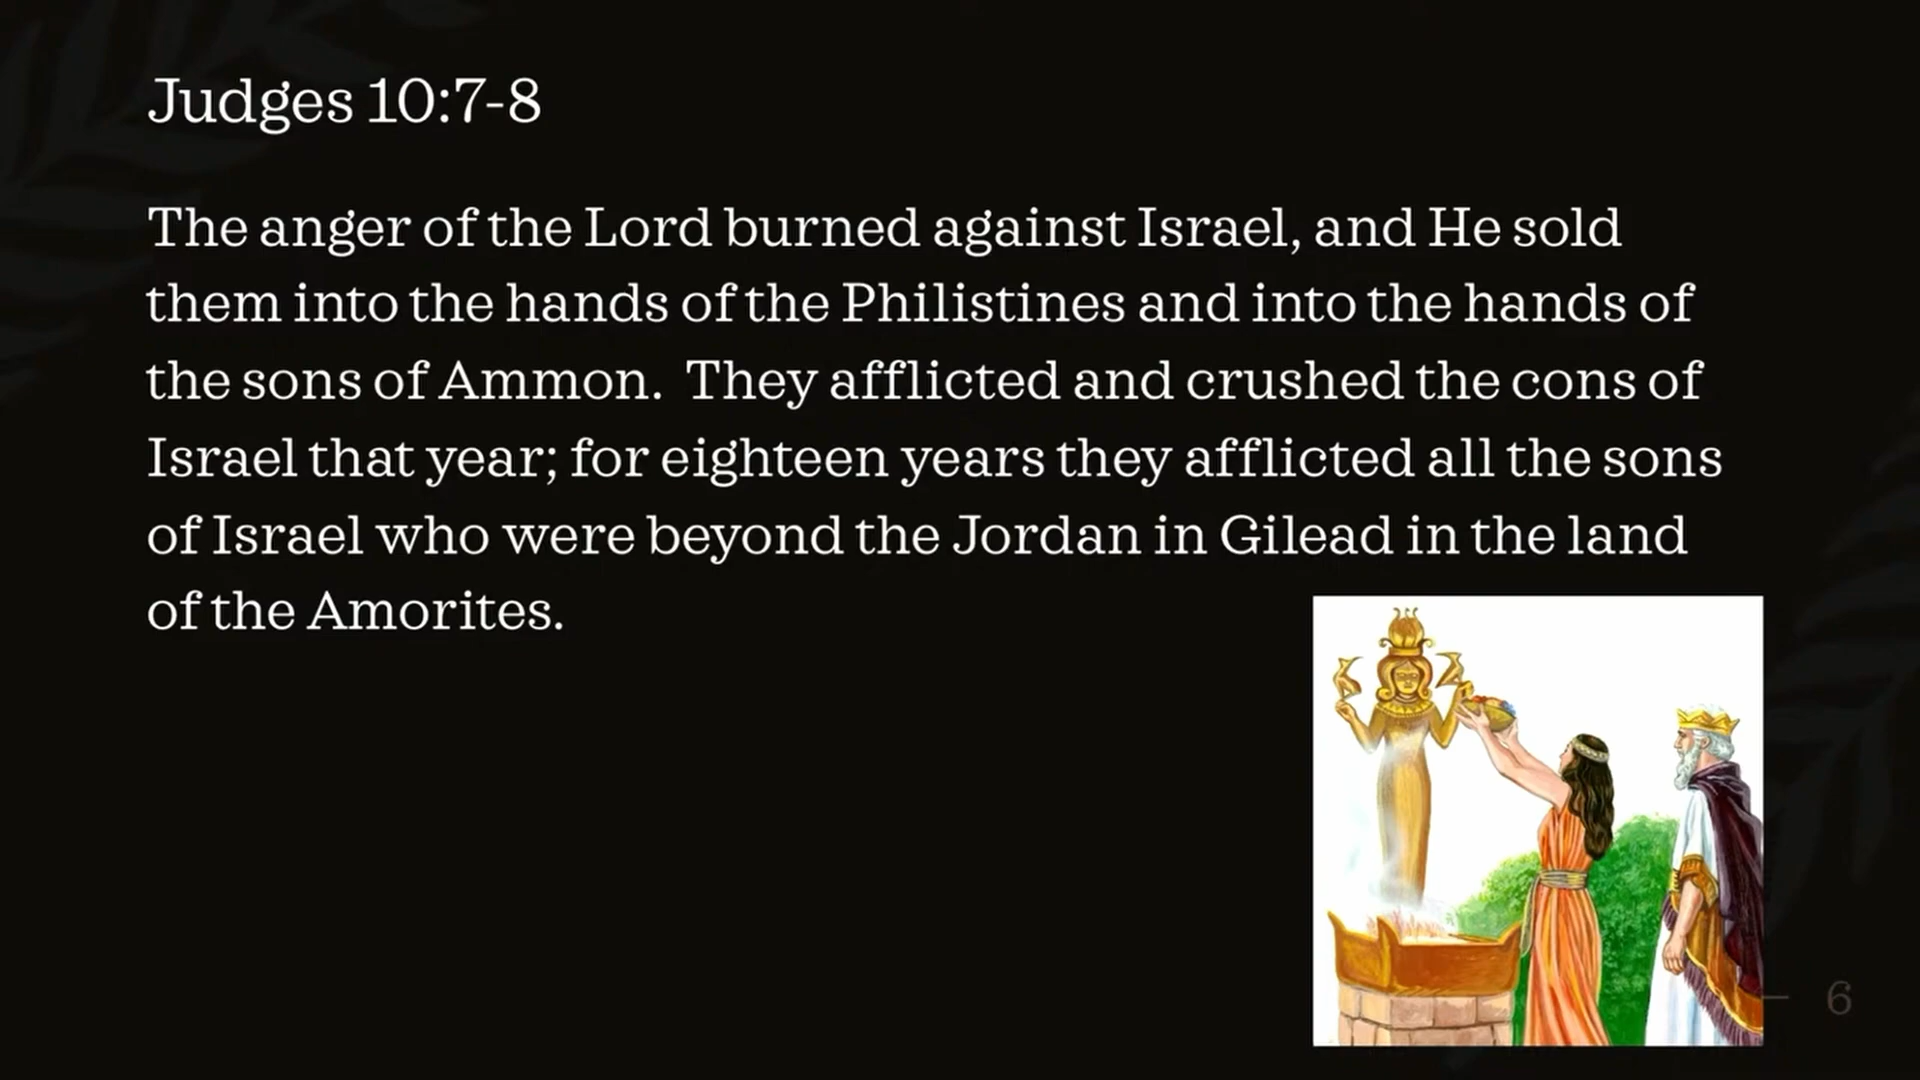 Judges 10:7-8
The anger of the Lord burned against Israel, and He sold
them into the hands of the Philistines and into the hands of
the sons of Ammon.  They afflicted and crushed the cons of
Israel that year; for eighteen years they afflicted all the sons
of Israel who were beyond the Jordan in Gilead in the land
of the Amorites.
— 6